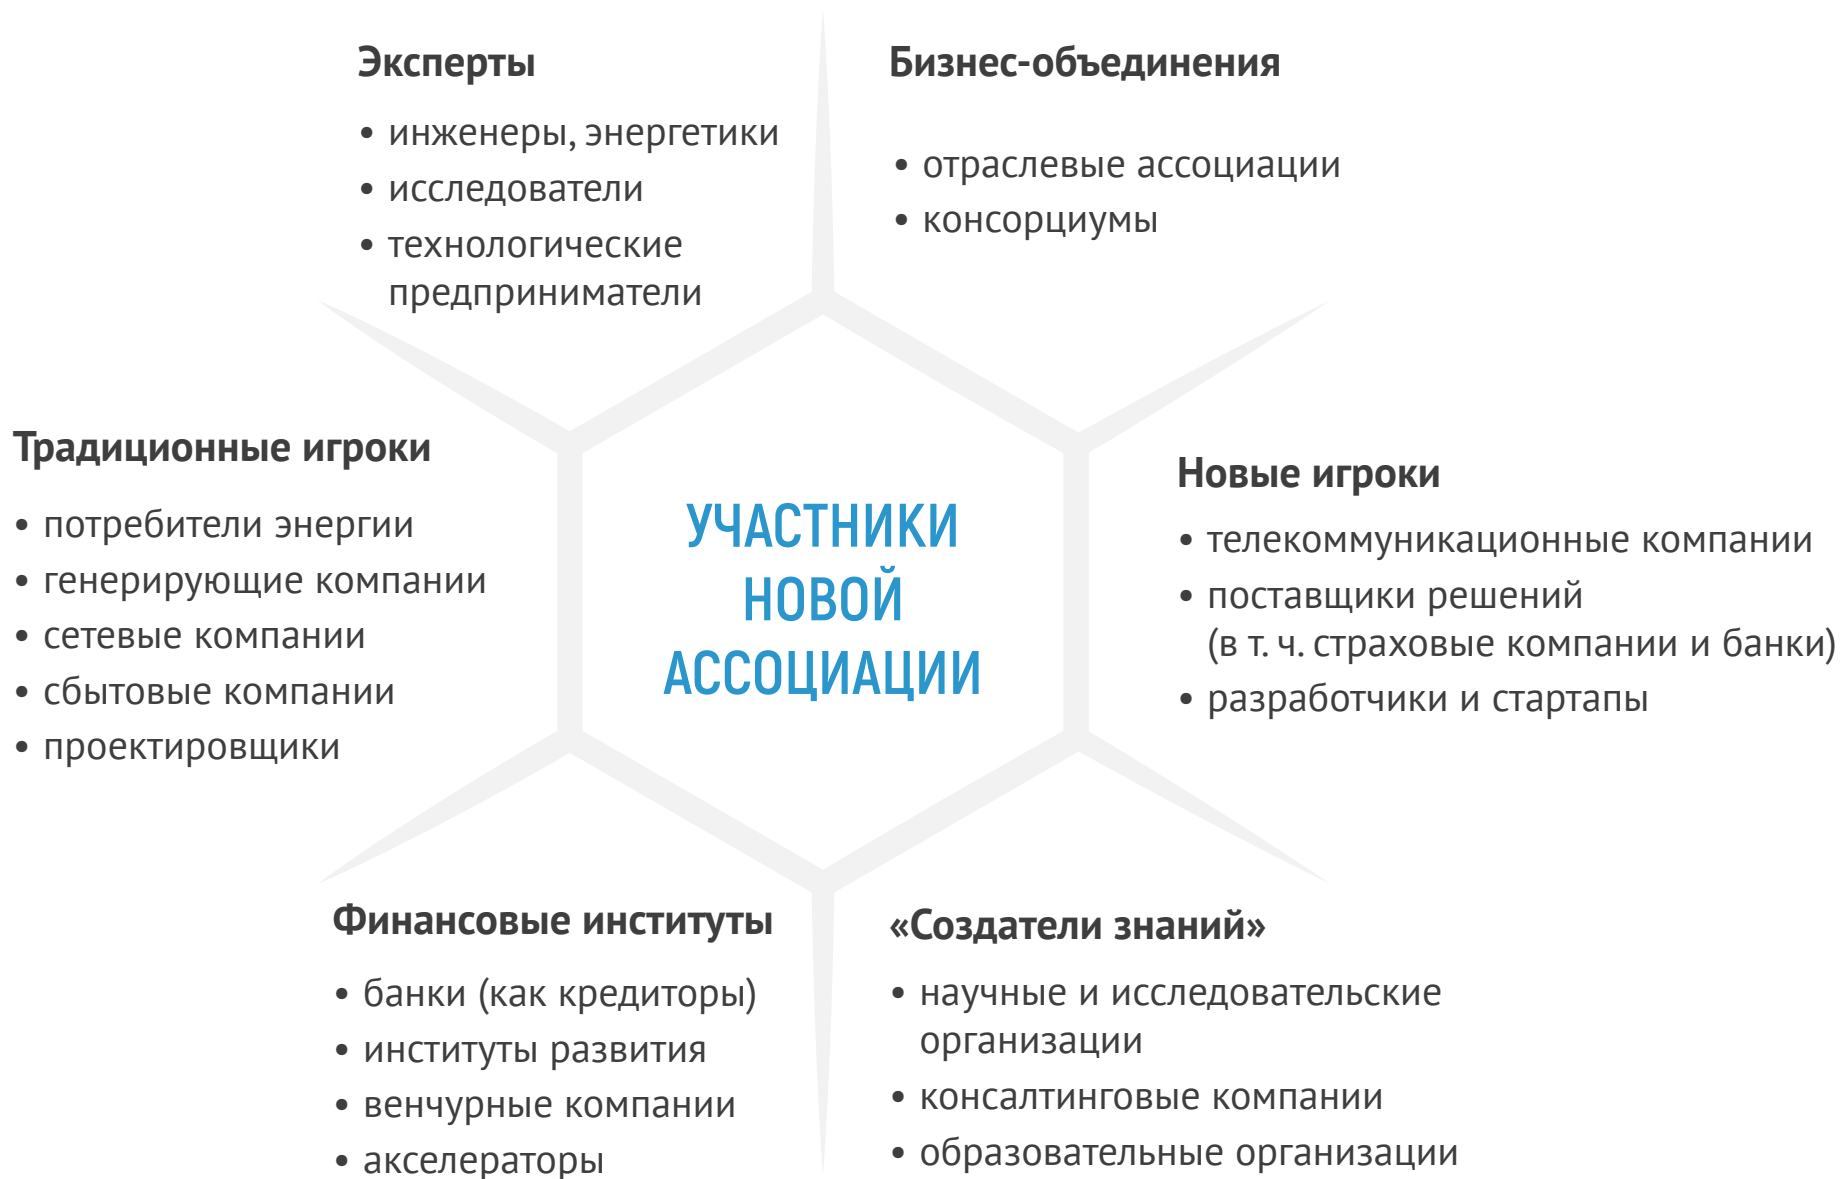 Эксперты
• инженеры, энергетики
• исследователи
• технологические
предприниматели
Бизнес-объединения
• отраслевые ассоциации
• консорциумы
Традиционные игроки
• потребители энергии
• генерирующие компании
• сетевые компании
• сбытовые компании
• проектировщики
УЧАСТНИКИ
НОВОЙ
АССОЦИАЦИИ
Новые игроки
• телекоммуникационные компании
• поставщики решений
(в т. ч. страховые компании и банки)
• разработчики и стартапы
Финансовые институты
• банки (как кредиторы)
• институты развития
• венчурные компании
• акселераторы
«Создатели знаний»
• научные и исследовательские
организации
• консалтинговые компании
• образовательные организации